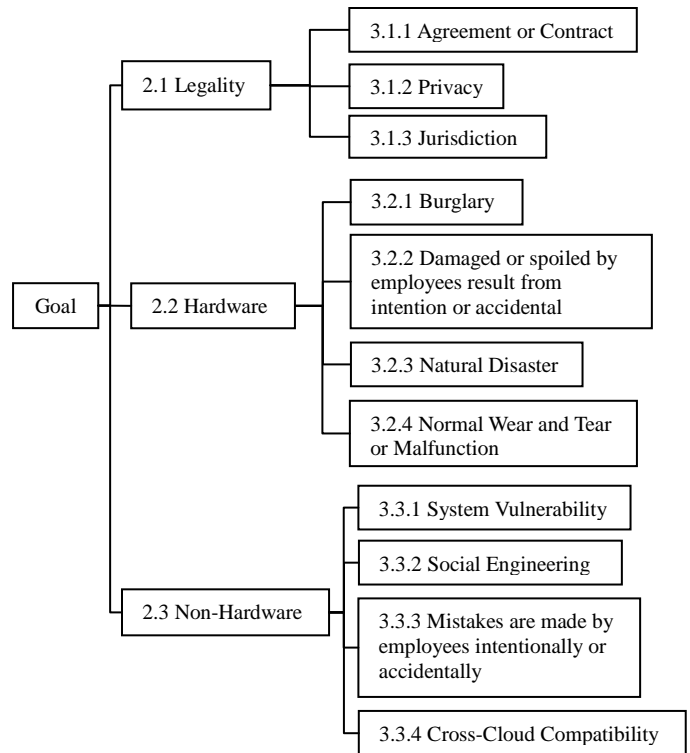 Goal
2.1 Legality
3.1.1 Agreement or Contract
3.1.2 Privacy
3.1.3 Jurisdiction
2.2 Hardware
3.2.1 Burglary
3.2.2 Damaged or spoiled by
employees result from
intention or accidental
3.2.3 Natural Disaster
3.2.4 Normal Wear and Tear
or Malfunction
2.3 Non-Hardware
3.3.1 System Vulnerability
3.3.2 Social Engineering
3.3.3 Mistakes are made by
employees intentionally or
accidentally
3.3.4 Cross-Cloud Compatibility